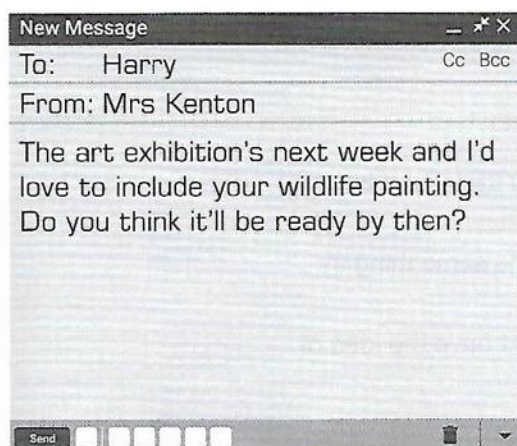 New Message
To: Harry Cc Bcc
From: Mrs Kenton
The art exhibition's next week and I'd
love to include your wildlife painting.
Do you think it'll be ready by then?
Send